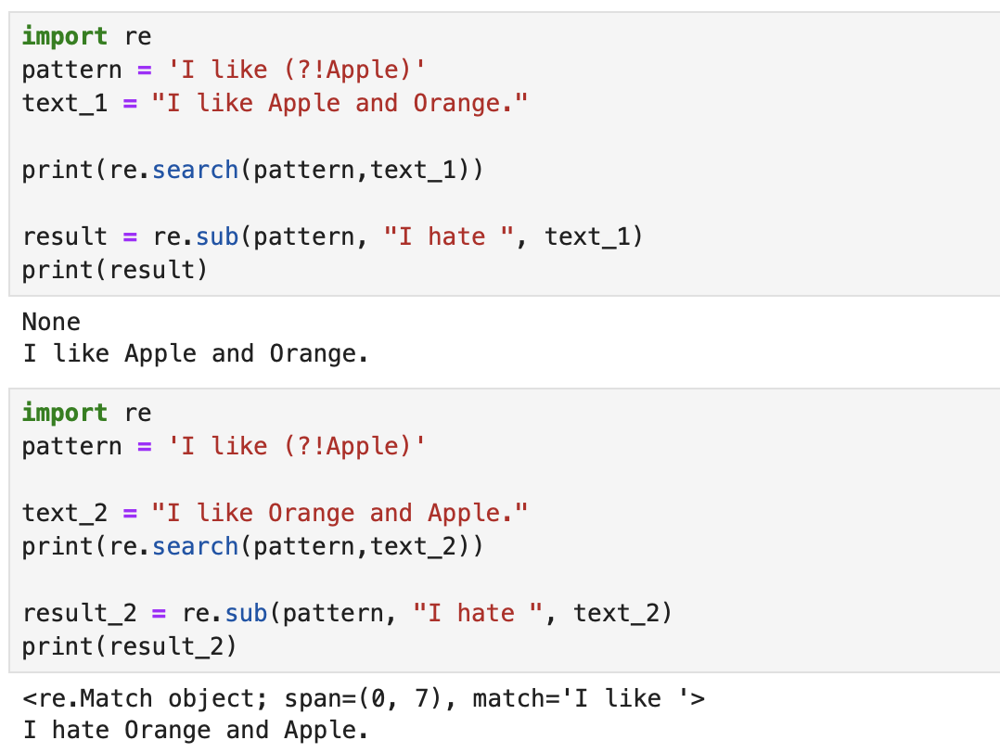 import re
pattern = 'I like (?!Apple)'
text_1 = "I like Apple and Orange."
print(re.search(pattern,text_1))
result = re.sub(pattern, "I hate ", text_1)
print(result)
None
I like Apple and Orange.
import re
pattern = 'I like (?!Apple)'
text_2 = "I like Orange and Apple."
print(re.search(pattern,text_2))
result_2 = re.sub(pattern, "I hate ", text_2)
print(result_2)
<re.Match object; span=(0, 7), match='I like '>
I hate Orange and Apple.